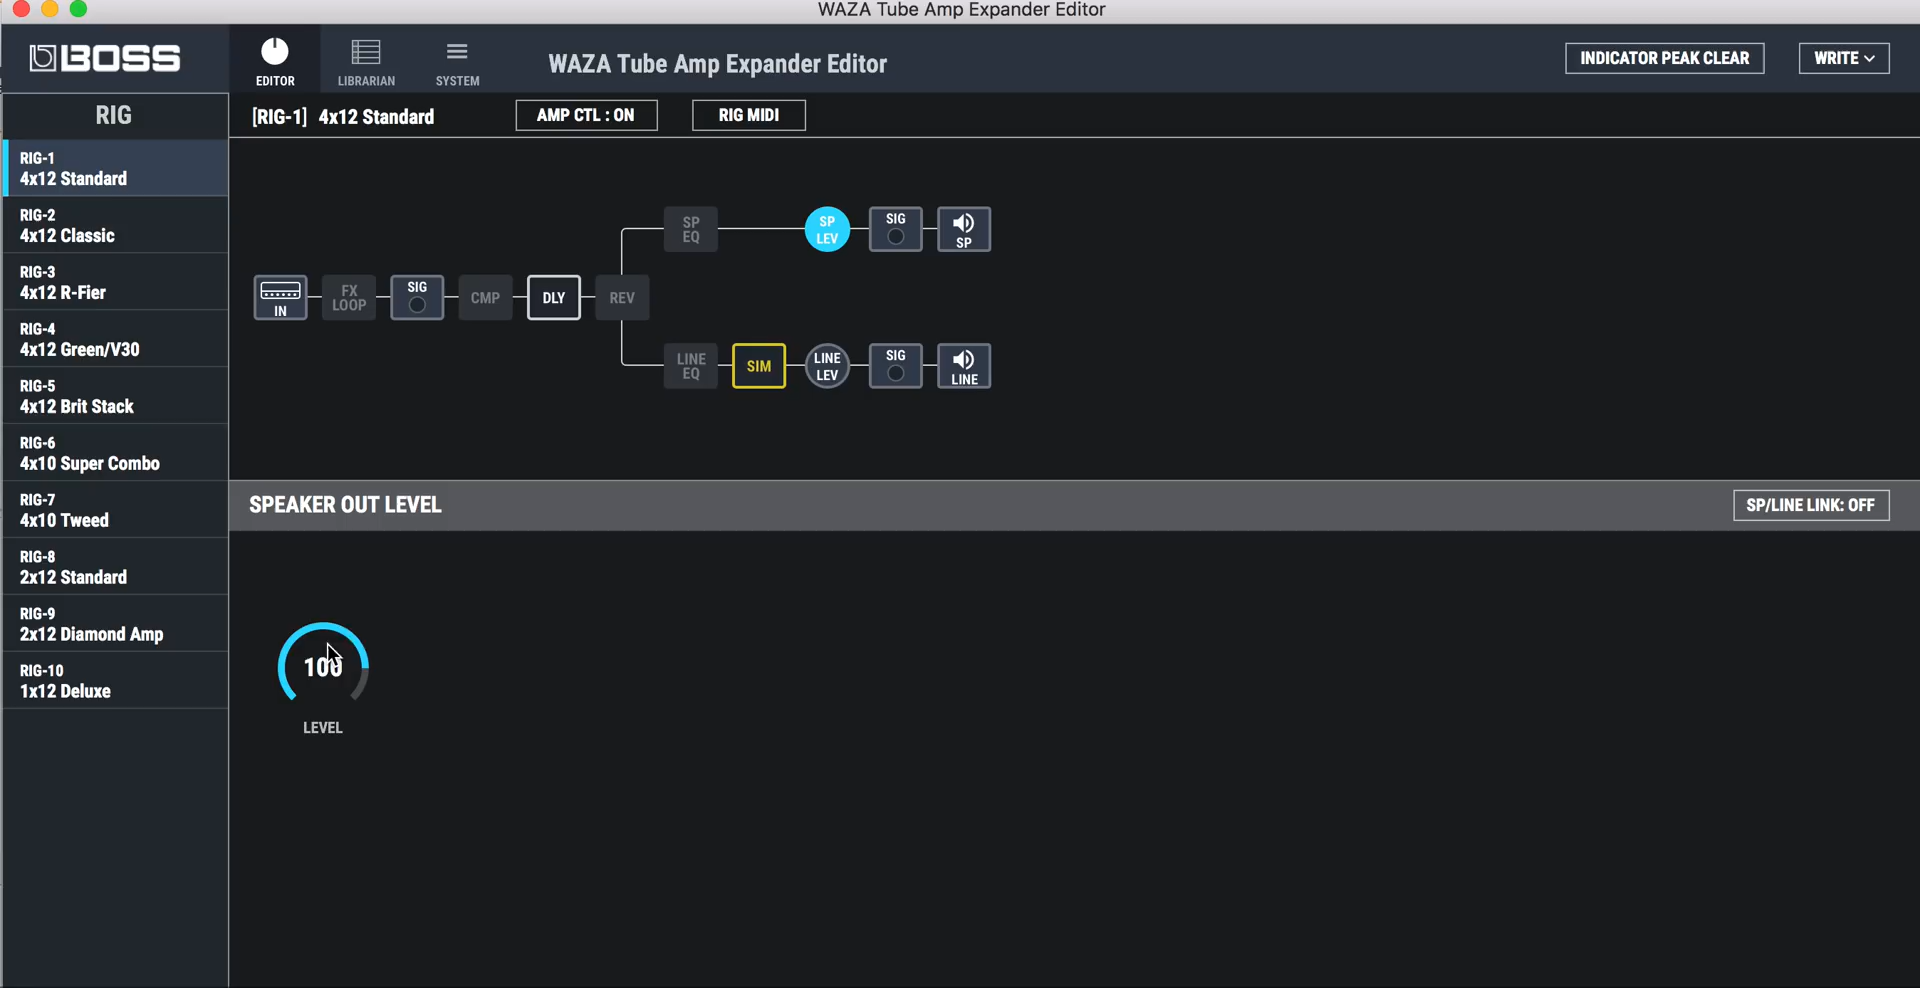 WAZA Tube Amp Expander Editor
BOSS
EDITOR
LIBRARIAN
SYSTEM
WAZA Tube Amp Expander Editor
INDICATOR PEAK CLEAR
WRITE
RIG
[RIG-1] 4x12 Standard
AMP CTL : ON
RIG MIDI
RIG-1
4x12 Standard
RIG-2
4x12 Classic
RIG-3
4x12 R-Fier
RIG-4
4x12 Green/V30
RIG-5
4x12 Brit Stack
RIG-6
4x10 Super Combo
RIG-7
4x10 Tweed
RIG-8
2x12 Standard
RIG-9
2x12 Diamond Amp
RIG-10
1x12 Deluxe
IN
FX
LOOP
SIG
CMP
DLY
REV
SP
EQ
SP
LEV
SIG
SP
LINE
EQ
SIM
LINE
LEV
SIG
LINE
SPEAKER OUT LEVEL
SP/LINE LINK: OFF
100
LEVEL